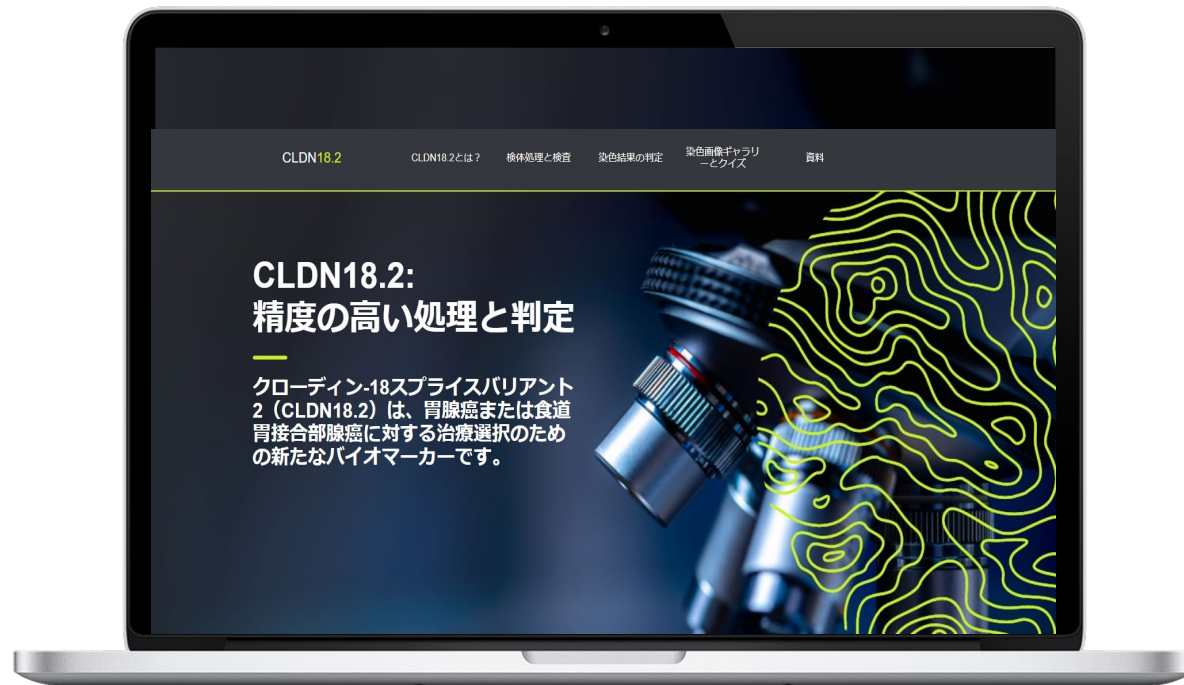 CLDN18.2
CLDN18.2とは？
検体処理と検査
染色結果の判定
染色画像ギャラリ
ーとクイズ
資料
CLDN18.2:
精度の高い処理と判定
クローディン-18スプライスバリアント
2（CLDN18.2）は、胃腺癌または食道
胃接合部腺癌に対する治療選択のため
の新たなバイオマーカーです。